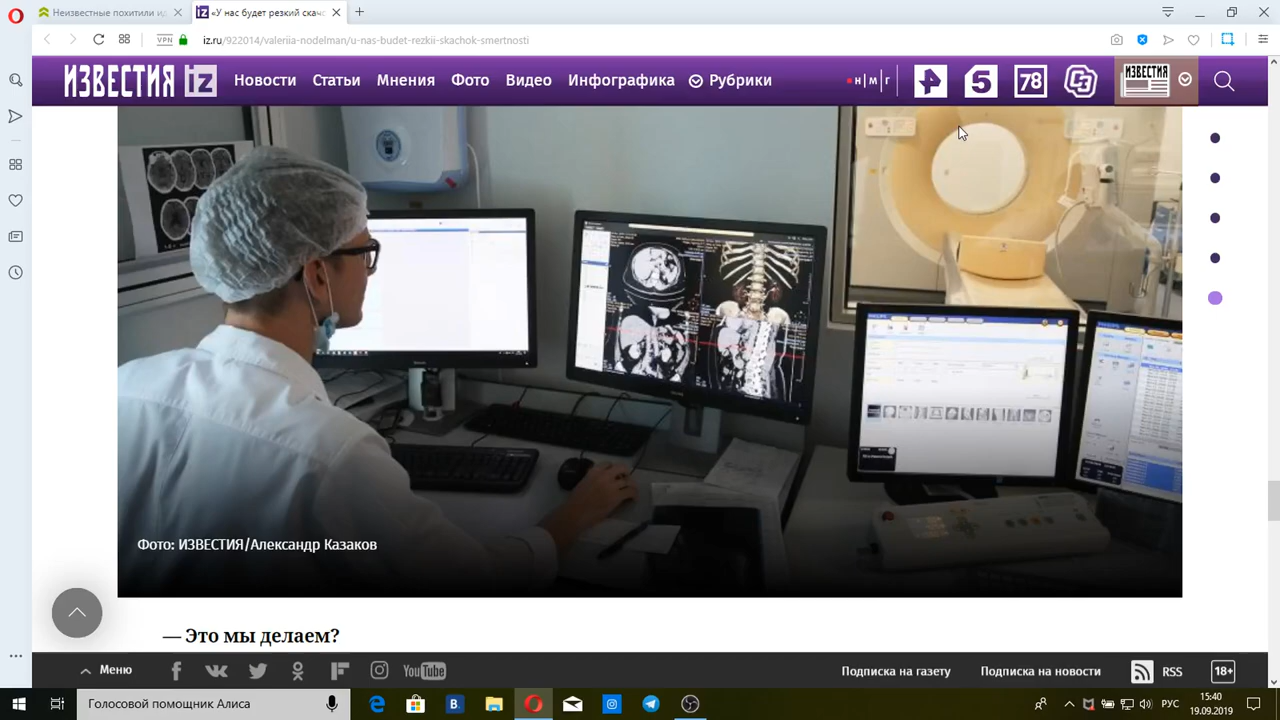 Неизвестные похитили и
«У нас будет резкий скач
VPN
iz.ru/922014/valeriia-nodelman/u-nas-budet-rezkii-skachok-smertnosti
ИЗВЕСТИЯ iz Новости Статьи Мнения Фото Видео Инфографика Рубрики н|м|г 5 78 ИЗВЕСТИЯ
Фото: ИЗВЕСТИЯ/Александр Казаков
— Это мы делаем?
Меню
You Tube
Подписка на газету Подписка на новости RSS 18+
Голосовой помощник Алиса
РУС
15:40
19.09.2019